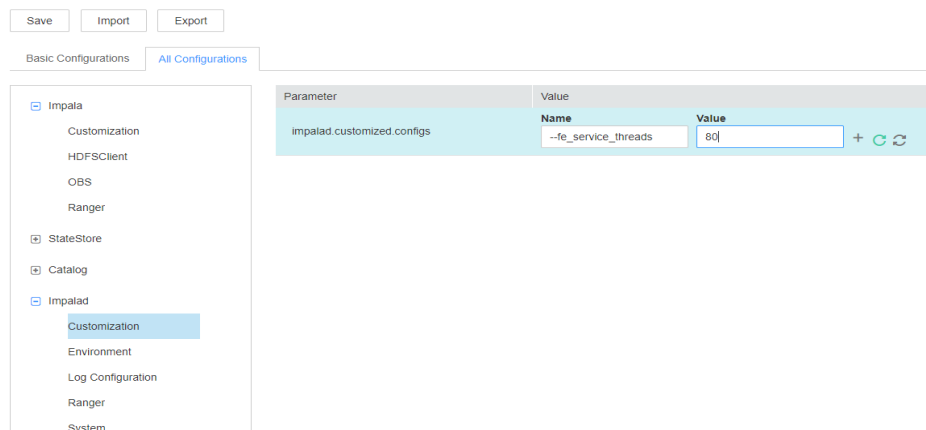 Save Import Export
Basic Configurations All Configurations
Impala
Customization
HDFSClient
OBS
Ranger
StateStore
Catalog
Impalad
Customization
Environment
Log Configuration
Ranger
System
Parameter Value
Name Value
impalad.customized.configs --fe_service_threads 80